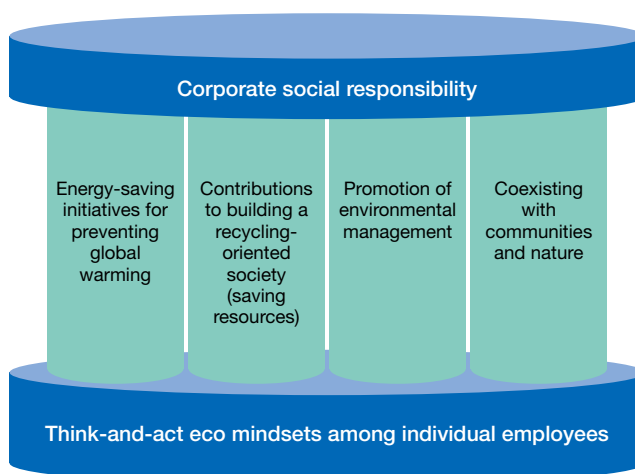 Corporate social responsibility
Energy-saving
initiatives for
preventing
global
warming
Contributions
to building a
recycling-
oriented
society
(saving
resources)
Promotion of
environmental
management
Coexisting
with
communities
and nature
Think-and-act eco mindsets among individual employees